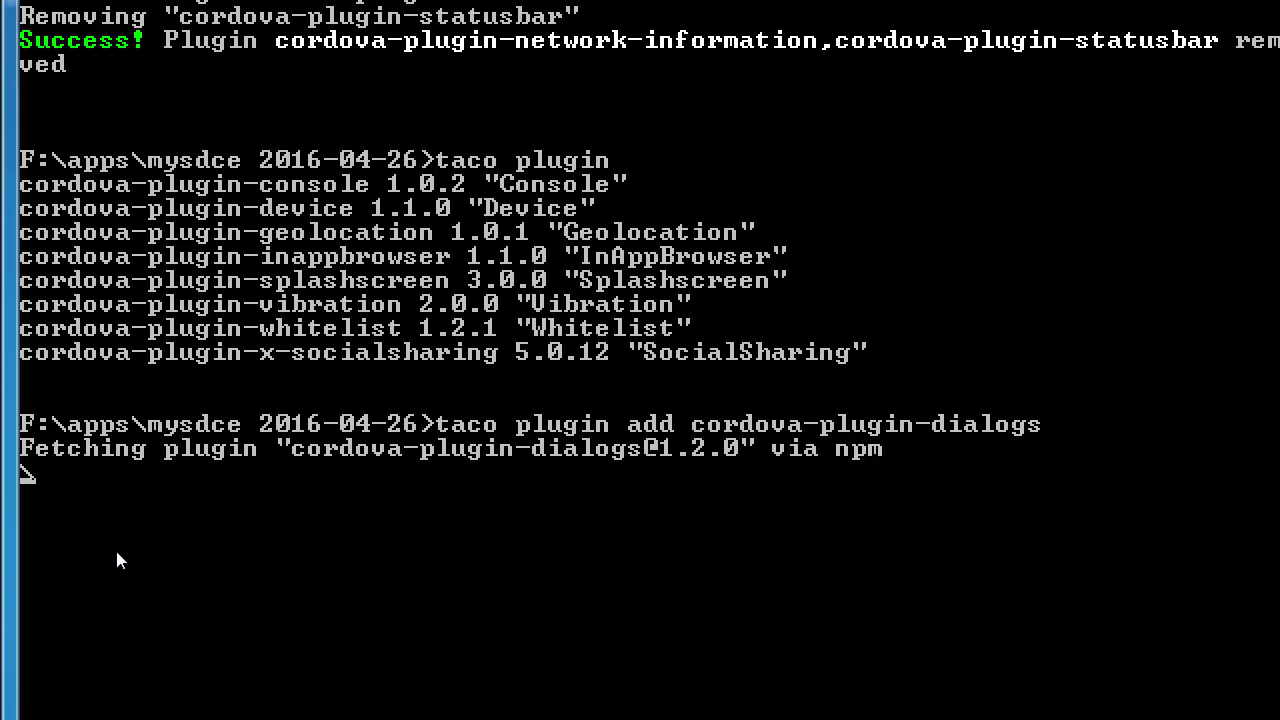 Removing "cordova-plugin-statusbar"
Success! Plugin cordova-plugin-network-information,cordova-plugin-statusbar rem
ved
F:\apps\mysdce 2016-04-26>taco plugin
cordova-plugin-console 1.0.2 "Console"
cordova-plugin-device 1.1.0 "Device"
cordova-plugin-geolocation 1.0.1 "Geolocation"
cordova-plugin-inappbrowser 1.1.0 "InAppBrowser"
cordova-plugin-splashscreen 3.0.0 "Splashscreen"
cordova-plugin-vibration 2.0.0 "Vibration"
cordova-plugin-whitelist 1.2.1 "Whitelist"
cordova-plugin-x-socialsharing 5.0.12 "SocialSharing"
F:\apps\mysdce 2016-04-26>taco plugin add cordova-plugin-dialogs
Fetching plugin "cordova-plugin-dialogs@1.2.0" via npm
\